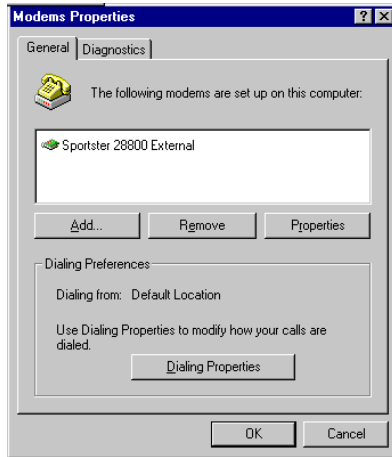 Modems Properties
General Diagnostics
The following modems are set up on this computer:
Sportster 28800 External
Add... Remove Properties
Dialing Preferences
Dialing from: Default Location
Use Dialing Properties to modify how your calls are
dialed.
Dialing Properties
OK Cancel